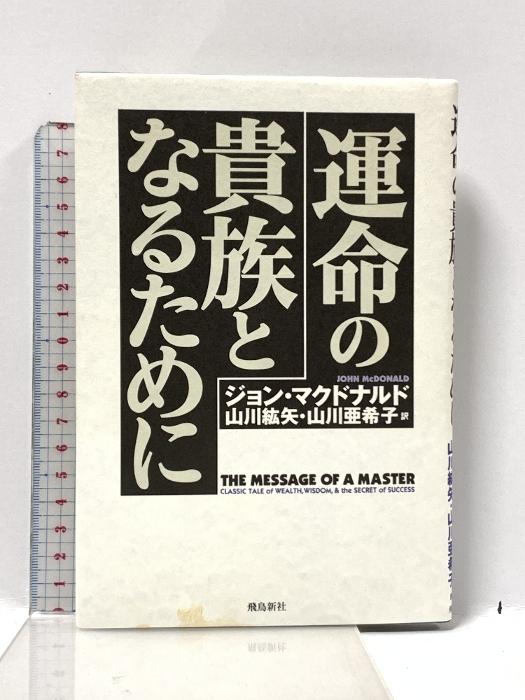 運命の
貴族と
なるために
JOHN McDONALD
ジョン・マクドナルド
山川紘矢・山川亜希子 訳
THE MESSAGE OF A MASTER
CLASSIC TALE of WEALTH, WISDOM, & the SECRET of SUCCESS
飛鳥新社